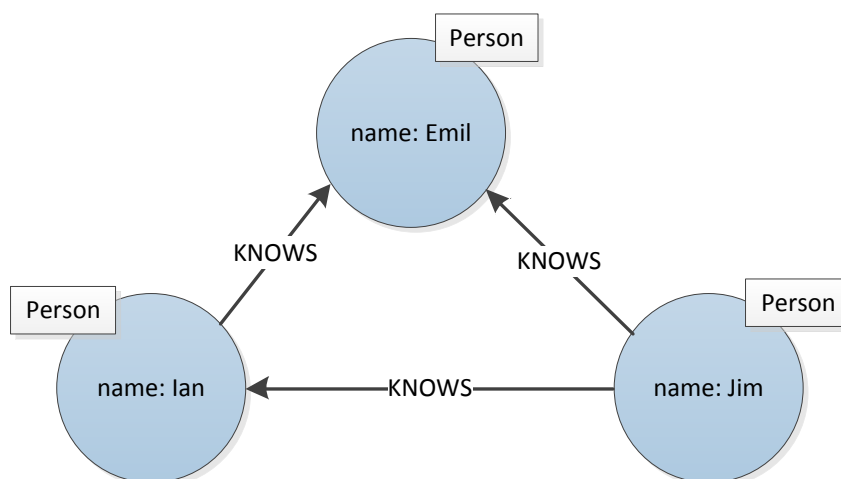 Person
name: Emil
KNOWS
KNOWS
Person
Person
name: Ian
KNOWS
name: Jim